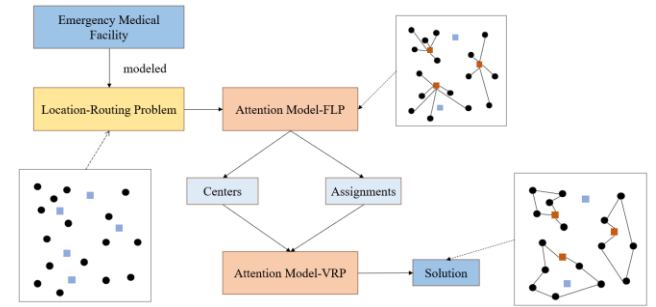 Emergency Medical
Facility
modeled
Location-Routing Problem
Attention Model-FLP
Centers
Assignments
Attention Model-VRP
Solution